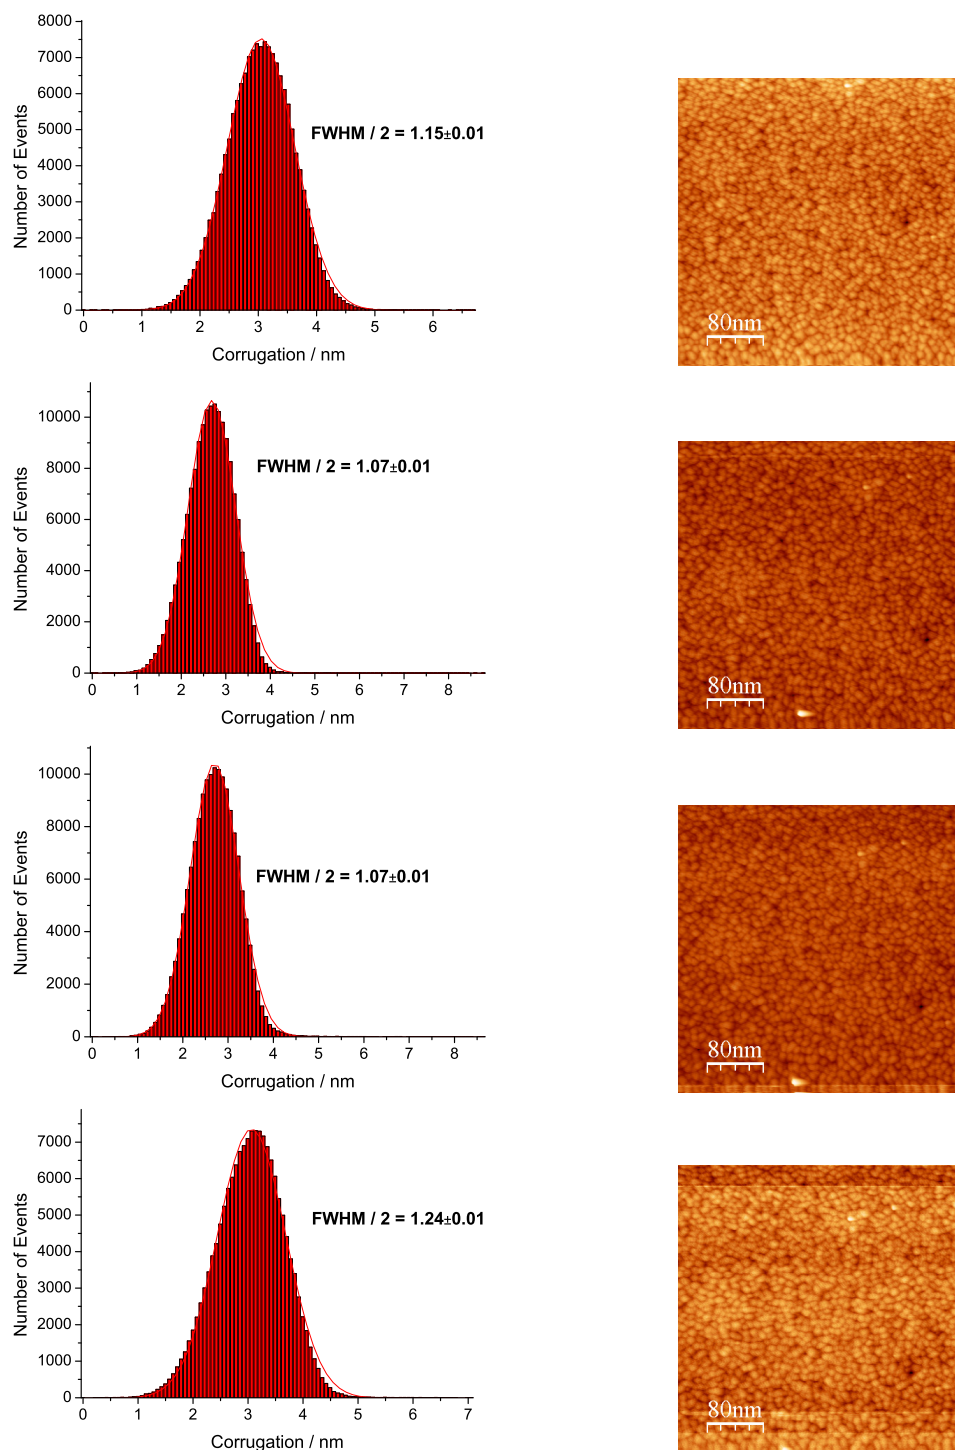 8000
7000
6000
5000
4000
3000
2000
1000
0
Number of Events
FWHM / 2 = 1.15±0.01
0 1 2 3 4 5 6
Corrugation / nm
80nm
10000
8000
6000
4000
2000
0
Number of Events
FWHM / 2 = 1.07±0.01
0 1 2 3 4 5 6 7 8
Corrugation / nm
80nm
10000
8000
6000
4000
2000
0
Number of Events
FWHM / 2 = 1.07±0.01
0 1 2 3 4 5 6 7 8
Corrugation / nm
80nm
7000
6000
5000
4000
3000
2000
1000
0
Number of Events
FWHM / 2 = 1.24±0.01
0 1 2 3 4 5 6 7
Corrugation / nm
80nm